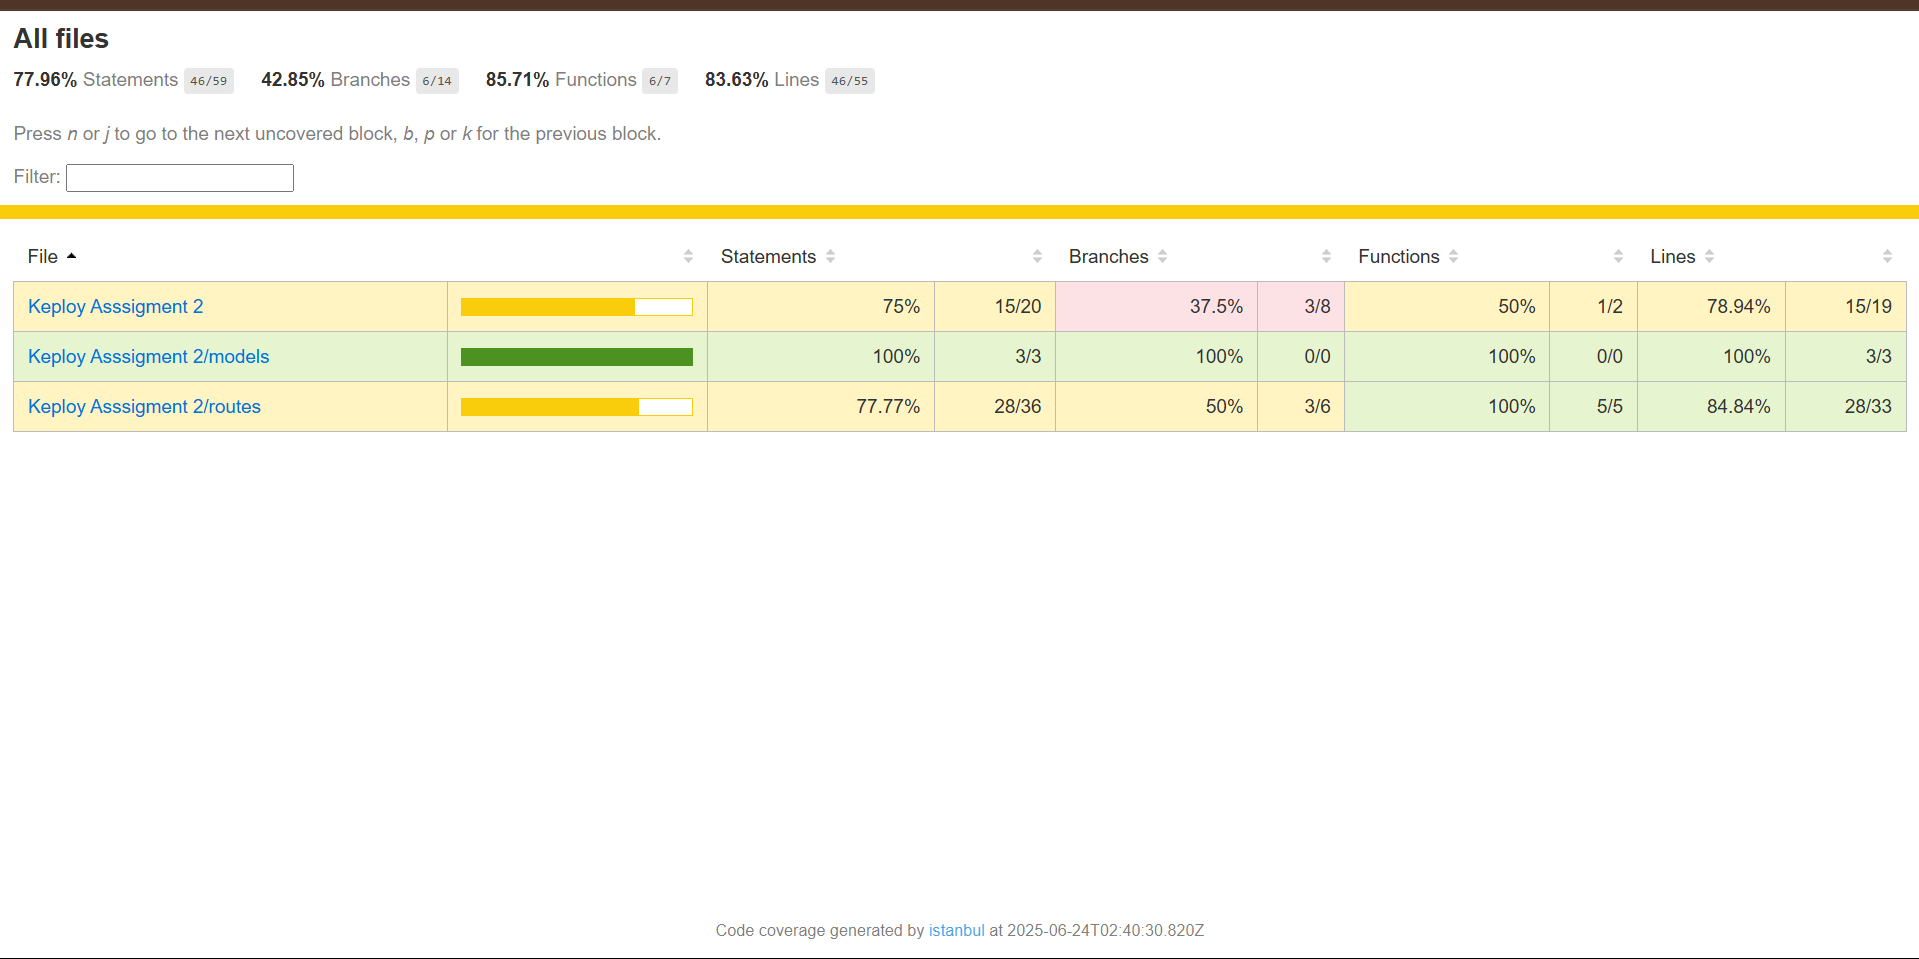 All files
77.96% Statements 46/59 42.85% Branches 6/14 85.71% Functions 6/7 83.63% Lines 46/55
Press n or j to go to the next uncovered block, b, p or k for the previous block.
Filter:
File Statements Branches Functions Lines
Keploy Asssigment 2 75% 15/20 37.5% 3/8 50% 1/2 78.94% 15/19
Keploy Asssigment 2/models 100% 3/3 100% 0/0 100% 0/0 100% 3/3
Keploy Asssigment 2/routes 77.77% 28/36 50% 3/6 100% 5/5 84.84% 28/33
Code coverage generated by istanbul at 2025-06-24T02:40:30.820Z